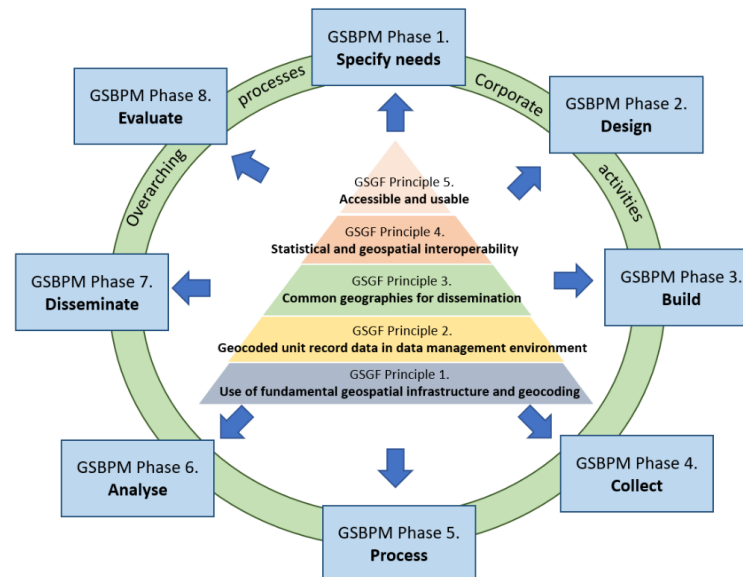 GSBPM Phase 1.
Specify needs
Overarching
processes
Corporate
activities
GSBPM Phase 8.
Evaluate
GSBPM Phase 2.
Design
GSGF Principle 5.
Accessible and usable
GSGF Principle 4.
Statistical and geospatial interoperability
GSBPM Phase 7.
Disseminate
GSGF Principle 3.
Common geographies for dissemination
GSBPM Phase 3.
Build
GSGF Principle 2.
Geocoded unit record data in data management environment
GSGF Principle 1.
Use of fundamental geospatial infrastructure and geocoding
GSBPM Phase 6.
Analyse
GSBPM Phase 4.
Collect
GSBPM Phase 5.
Process